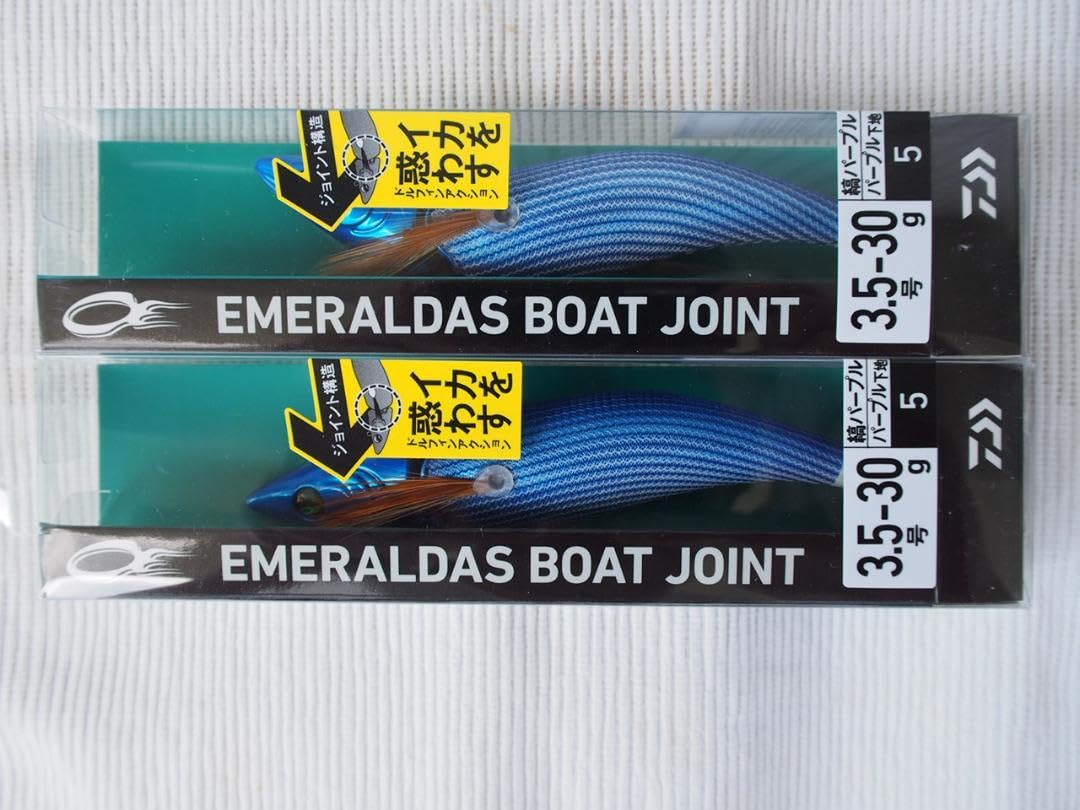 ジョイント構造
イカを
惑わす
ドルフィンアクション
縞パープル
パープル下地
5
3.5-30g
号
EMERALDAS BOAT JOINT
ジョイント構造
イカを
惑わす
ドルフィンアクション
縞パープル
パープル下地
5
3.5-30g
号
EMERALDAS BOAT JOINT